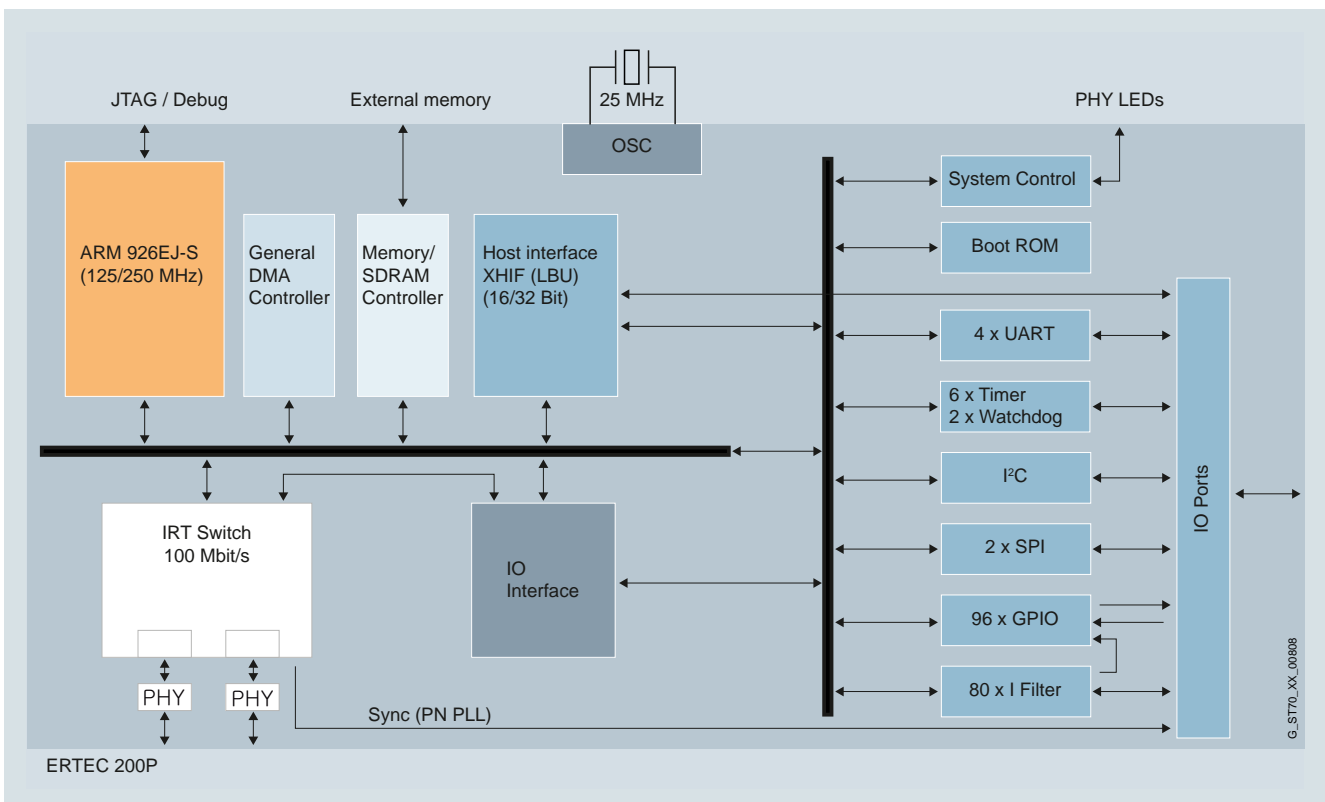 JTAG / Debug
External memory
25 MHz
PHY LEDs
OSC
ARM 926EJ-S
(125/250 MHz)
General
DMA
Controller
Memory/
SDRAM
Controller
Host interface
XHIF (LBU)
(16/32 Bit)
System Control
Boot ROM
4 x UART
6 x Timer
2 x Watchdog
I²C
2 x SPI
96 x GPIO
80 x I Filter
IO Ports
IRT Switch
100 Mbit/s
IO
Interface
PHY
PHY
Sync (PN PLL)
ERTEC 200P
G_ST70_XX_00808